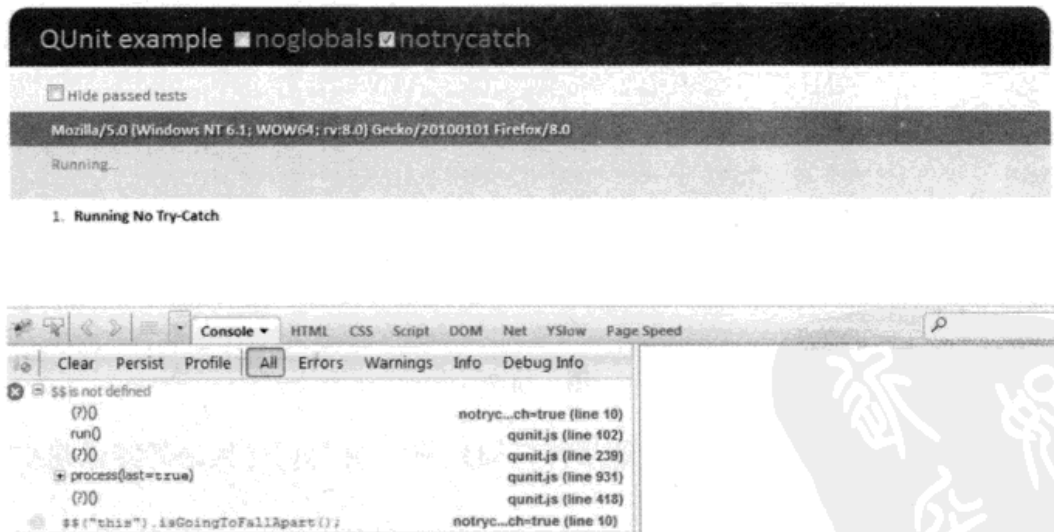 QUnit example noglobals notrycatch
Hide passed tests
Mozilla/5.0 (Windows NT 6.1; WOW64; rv:8.0) Gecko/20100101 Firefox/8.0
Running...
1. Running No Try-Catch
Console HTML CSS Script DOM Net YSlow Page Speed
Clear Persist Profile All Errors Warnings Info Debug Info
$$ is not defined
(?)() notryc...ch=true (line 10)
run() qunit.js (line 102)
(?)() qunit.js (line 239)
process(last=true) qunit.js (line 931)
(?)() qunit.js (line 418)
$$("this").isGoingToFallApart(); notryc...ch=true (line 10)